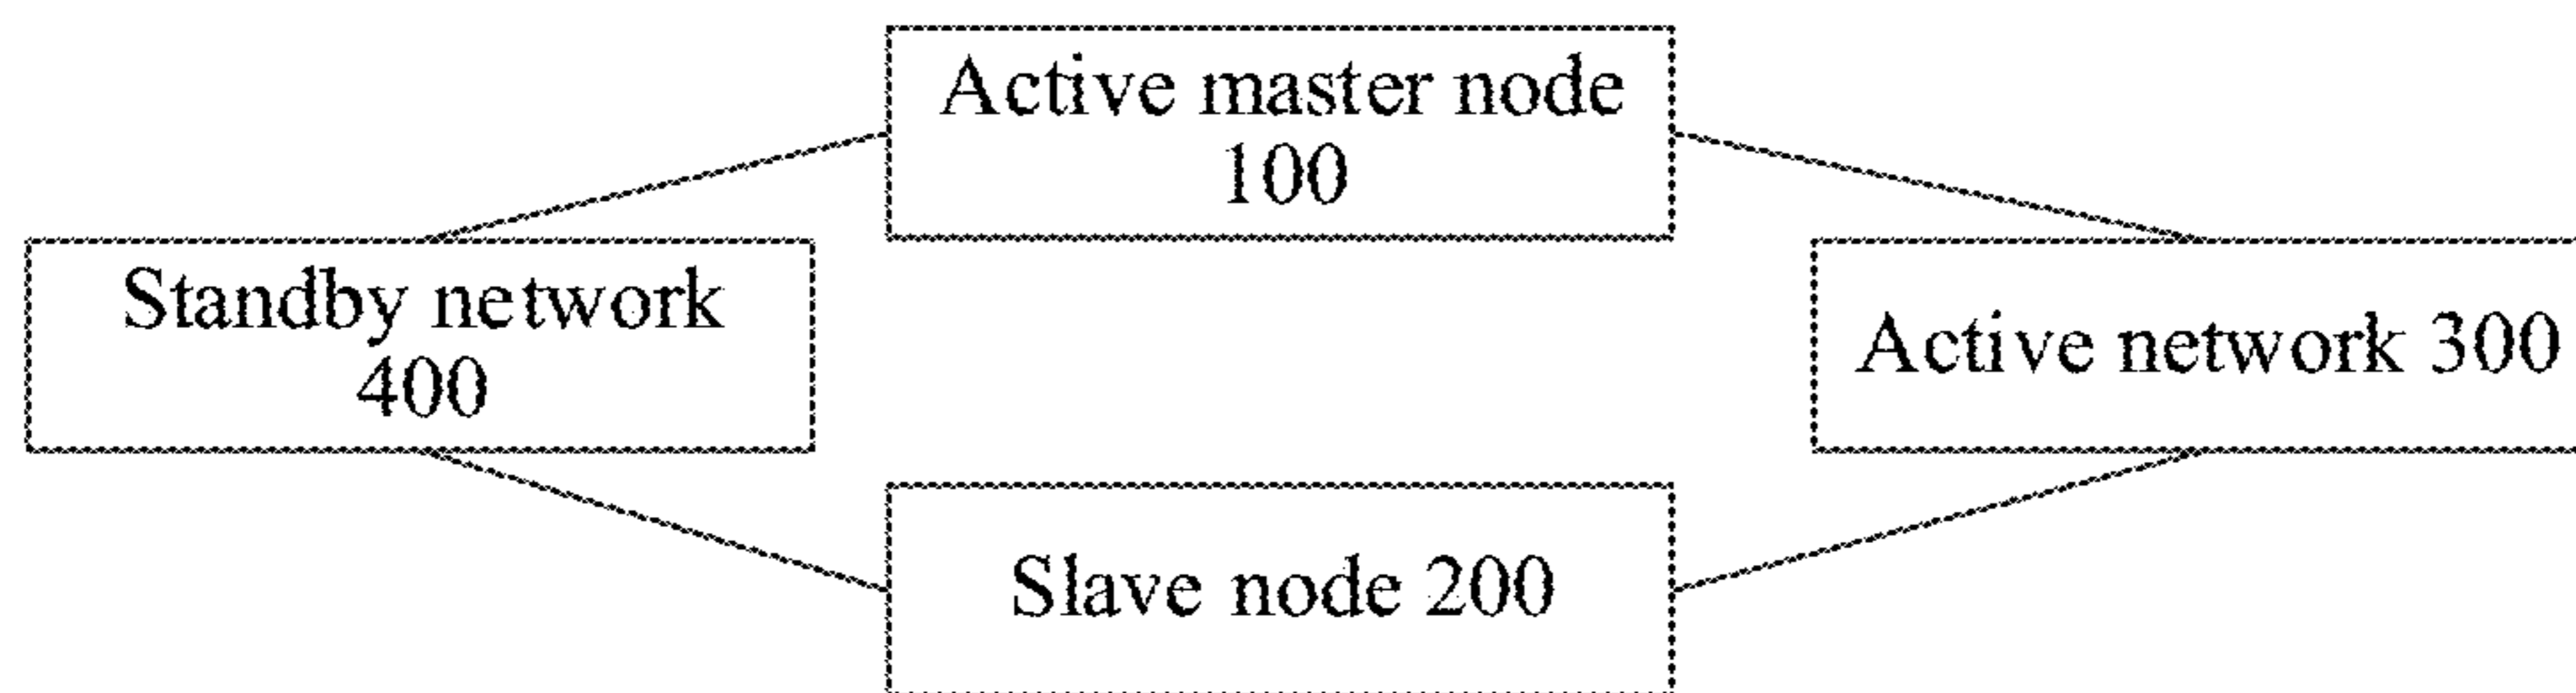 Active master node
100
Standby network
400
Active network 300
Slave node 200